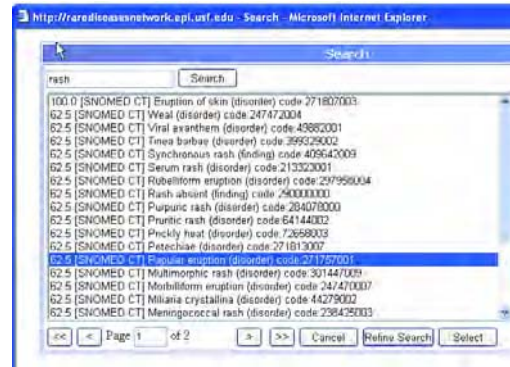 http://rarediseasesnetwork.epi.usf.edu - Search - Microsoft Internet Explorer
Search
rash Search
100.0 [SNOMED CT] Eruption of skin (disorder) code:271807003
62.5 [SNOMED CT] Weal (disorder) code:247472004
62.5 [SNOMED CT] Viral exanthem (disorder) code:49882001
62.5 [SNOMED CT] Tinea barbae (disorder) code:399329002
62.5 [SNOMED CT] Synchronous rash (finding) code:409642009
62.5 [SNOMED CT] Serum rash (disorder) code:213323001
62.5 [SNOMED CT] Rubelliform eruption (disorder) code:297956004
62.5 [SNOMED CT] Rash absent (finding) code:290000000
62.5 [SNOMED CT] Purpuric rash (disorder) code:284078000
62.5 [SNOMED CT] Pruritic rash (disorder) code:64144002
62.5 [SNOMED CT] Prickly heat (disorder) code:72658003
62.5 [SNOMED CT] Petechiae (disorder) code:271813007
62.5 [SNOMED CT] Papular eruption (disorder) code:271757001
62.5 [SNOMED CT] Multimorphic rash (disorder) code:301447009
62.5 [SNOMED CT] Morbilliform eruption (disorder) code:247470007
62.5 [SNOMED CT] Miliaria crystallina (disorder) code:44279002
62.5 [SNOMED CT] Meningococcal rash (disorder) code:238425003
<< < Page 1 of 2 > >> Cancel Refine Search Select